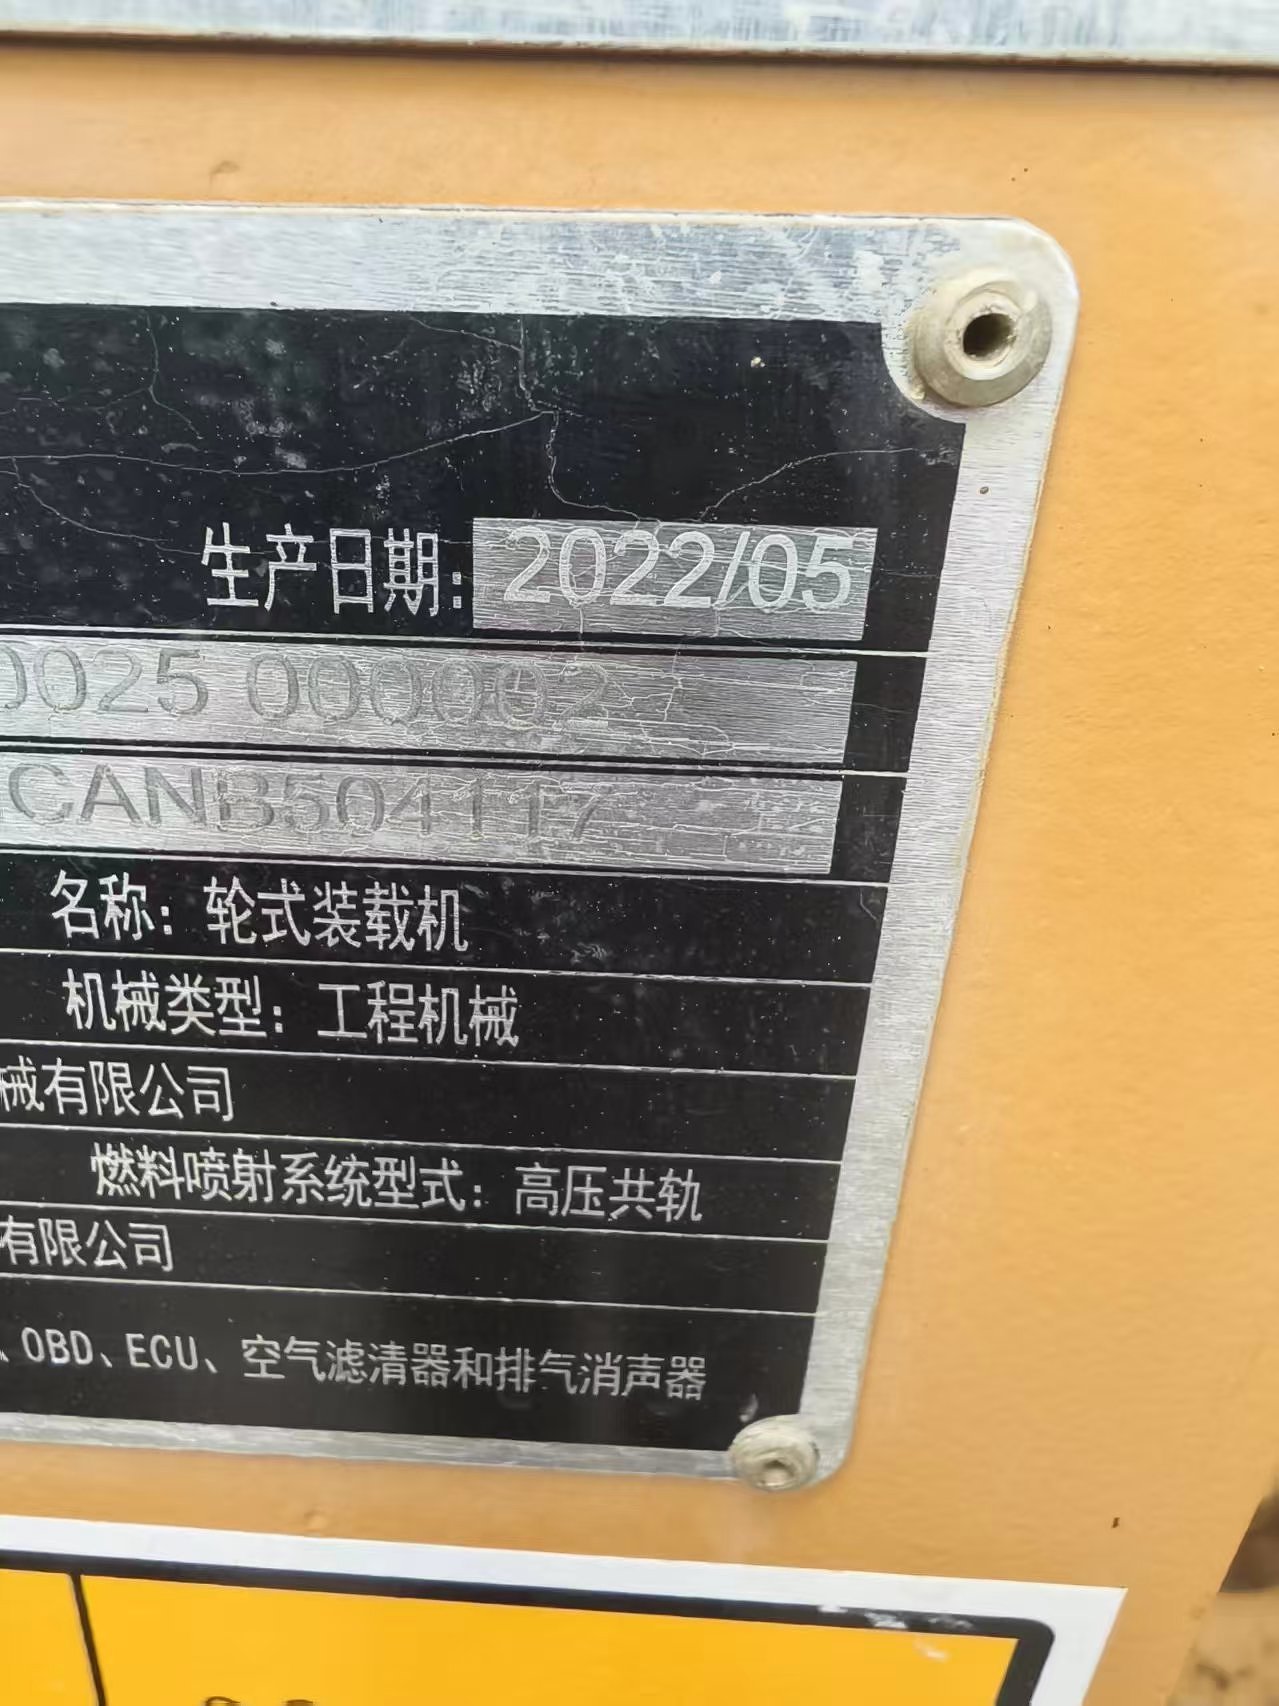 生产日期: 2022/05
0025 000002
CANB504117
名称: 轮式装载机
机械类型: 工程机械
械有限公司
燃料喷射系统型式: 高压共轨
有限公司
、OBD、ECU、空气滤清器和排气消声器